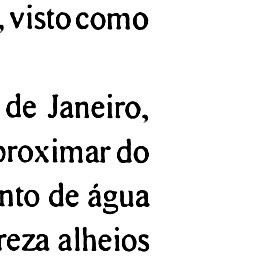 , visto como
de Janeiro,
proximar do
nto de água
reza alheios